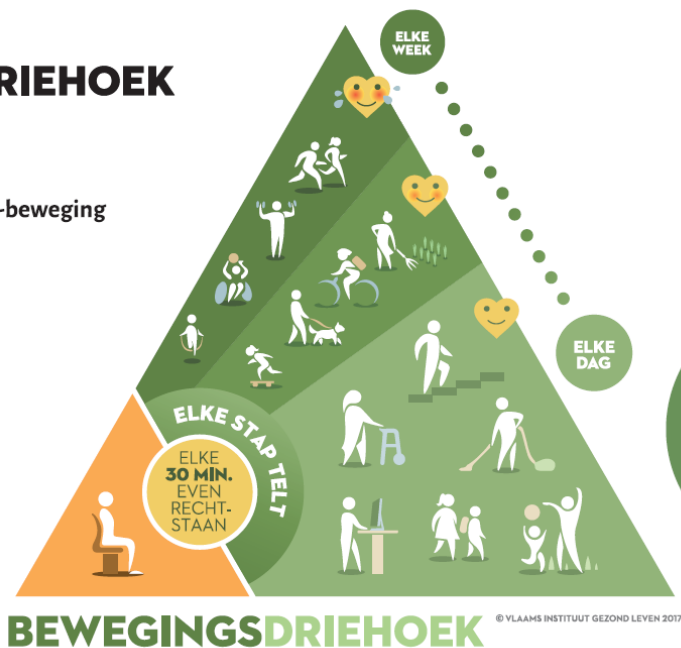 ELKE
WEEK
RIEHOEK
-beweging
ELKE
DAG
ELKE STAP TELT
ELKE
30 MIN.
EVEN
RECHT-
STAAN
BEWEGINGSDRIEHOEK
© VLAAMS INSTITUUT GEZOND LEVEN 2017